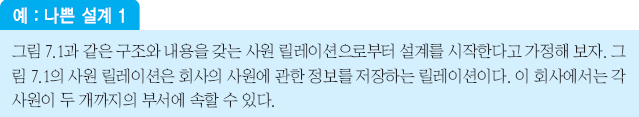 예 : 나쁜 설계 1
그림 7.1과 같은 구조와 내용을 갖는 사원 릴레이션으로부터 설계를 시작한다고 가정해 보자. 그
림 7.1의 사원 릴레이션은 회사의 사원에 관한 정보를 저장하는 릴레이션이다. 이 회사에서는 각
사원이 두 개까지의 부서에 속할 수 있다.